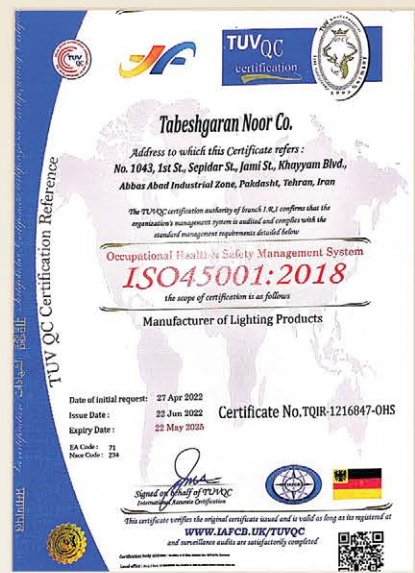 TUV QC
TUVQC
certification
Tabeshgaran Noor Co.
Address to which this Certificate refers :
No. 1043, 1st St., Sepidar St., Jami St., Khayyam Blvd.,
Abbas Abad Industrial Zone, Pakdasht, Tehran, Iran
The TUVQC certification authority of branch I.R.I confirms that the
organization's management system is audited and complies with the
standard management requirements detailed below
Occupational Health & Safety Management System
ISO45001:2018
the scope of certification is as follows
Manufacturer of Lighting Products
TUV QC Certification Reference
Date of initial request: 27 Apr 2022
Issue Date : 22 Jun 2022
Expiry Date : 22 May 2025
Certificate No.TQIR-1216847-OHS
EA Code : 71
Nace Code : 234
Signed on behalf of TUVQC
International Assents Certification
IAFCB
This certificate verifies the original certificate issued and is valid as long as its registered at
WWW.IAFCB.UK/TUVQC
and surveillance audits are satisfactorily completed